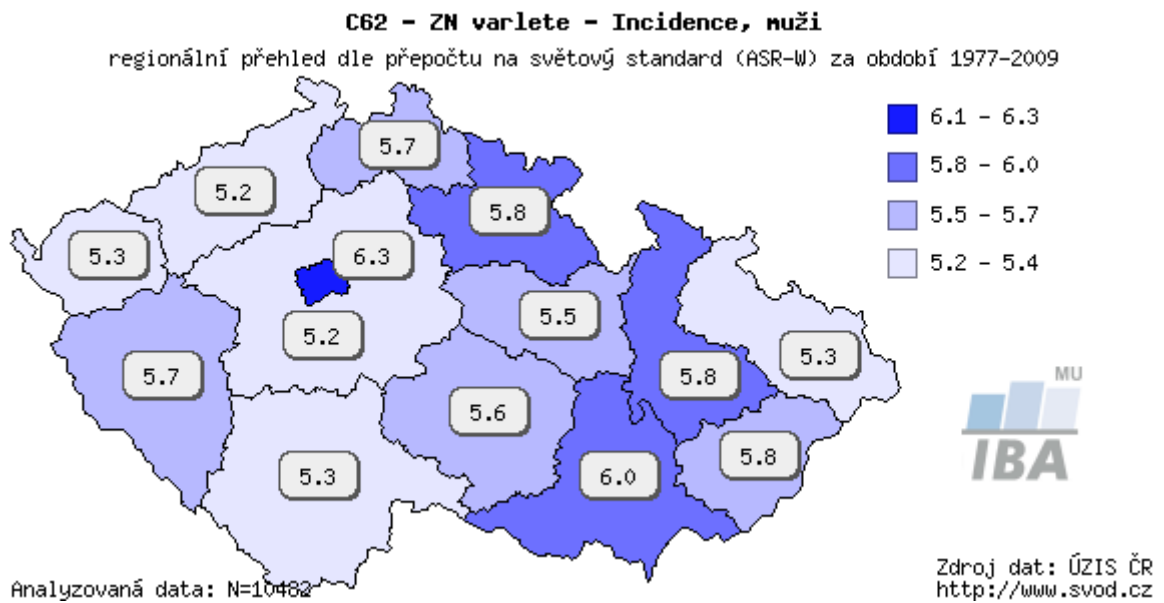 C62 - ZN varlete - Incidence, muži
regionální přehled dle přepočtu na světový standard (ASR-W) za období 1977-2009
6.1 - 6.3
5.8 - 6.0
5.5 - 5.7
5.2 - 5.4
5.7
5.2
5.8
5.3
6.3
5.5
5.2
5.3
5.7
5.8
5.6
5.8
5.3
6.0
MU
IBA
Analyzovaná data: N=10482
Zdroj dat: ÚZIS ČR
http://www.svod.cz